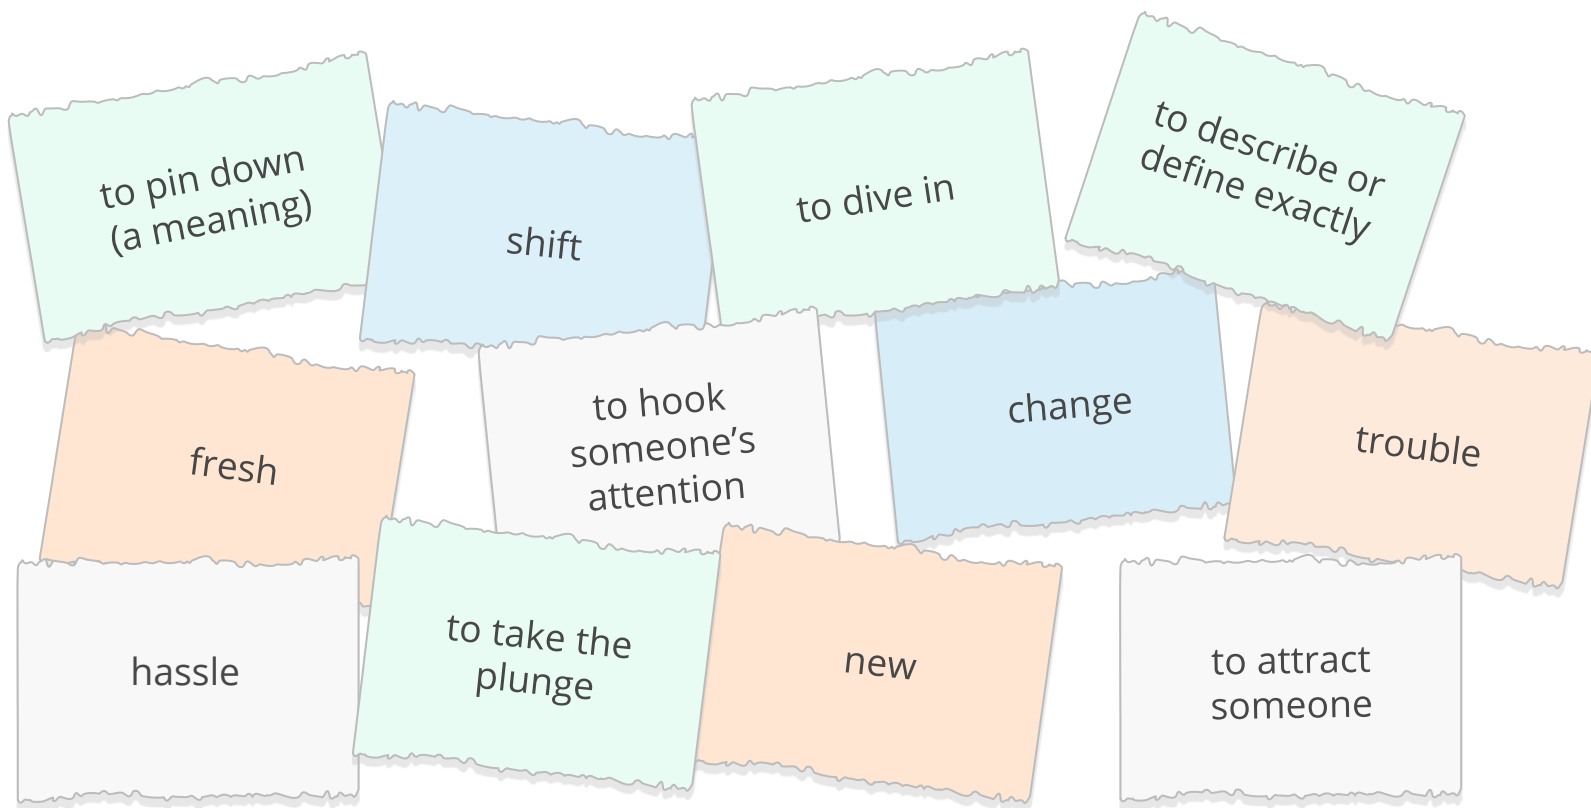 to pin down
(a meaning)
shift
to dive in
to describe or
define exactly
fresh
to hook
someone’s
attention
change
trouble
hassle
to take the
plunge
new
to attract
someone